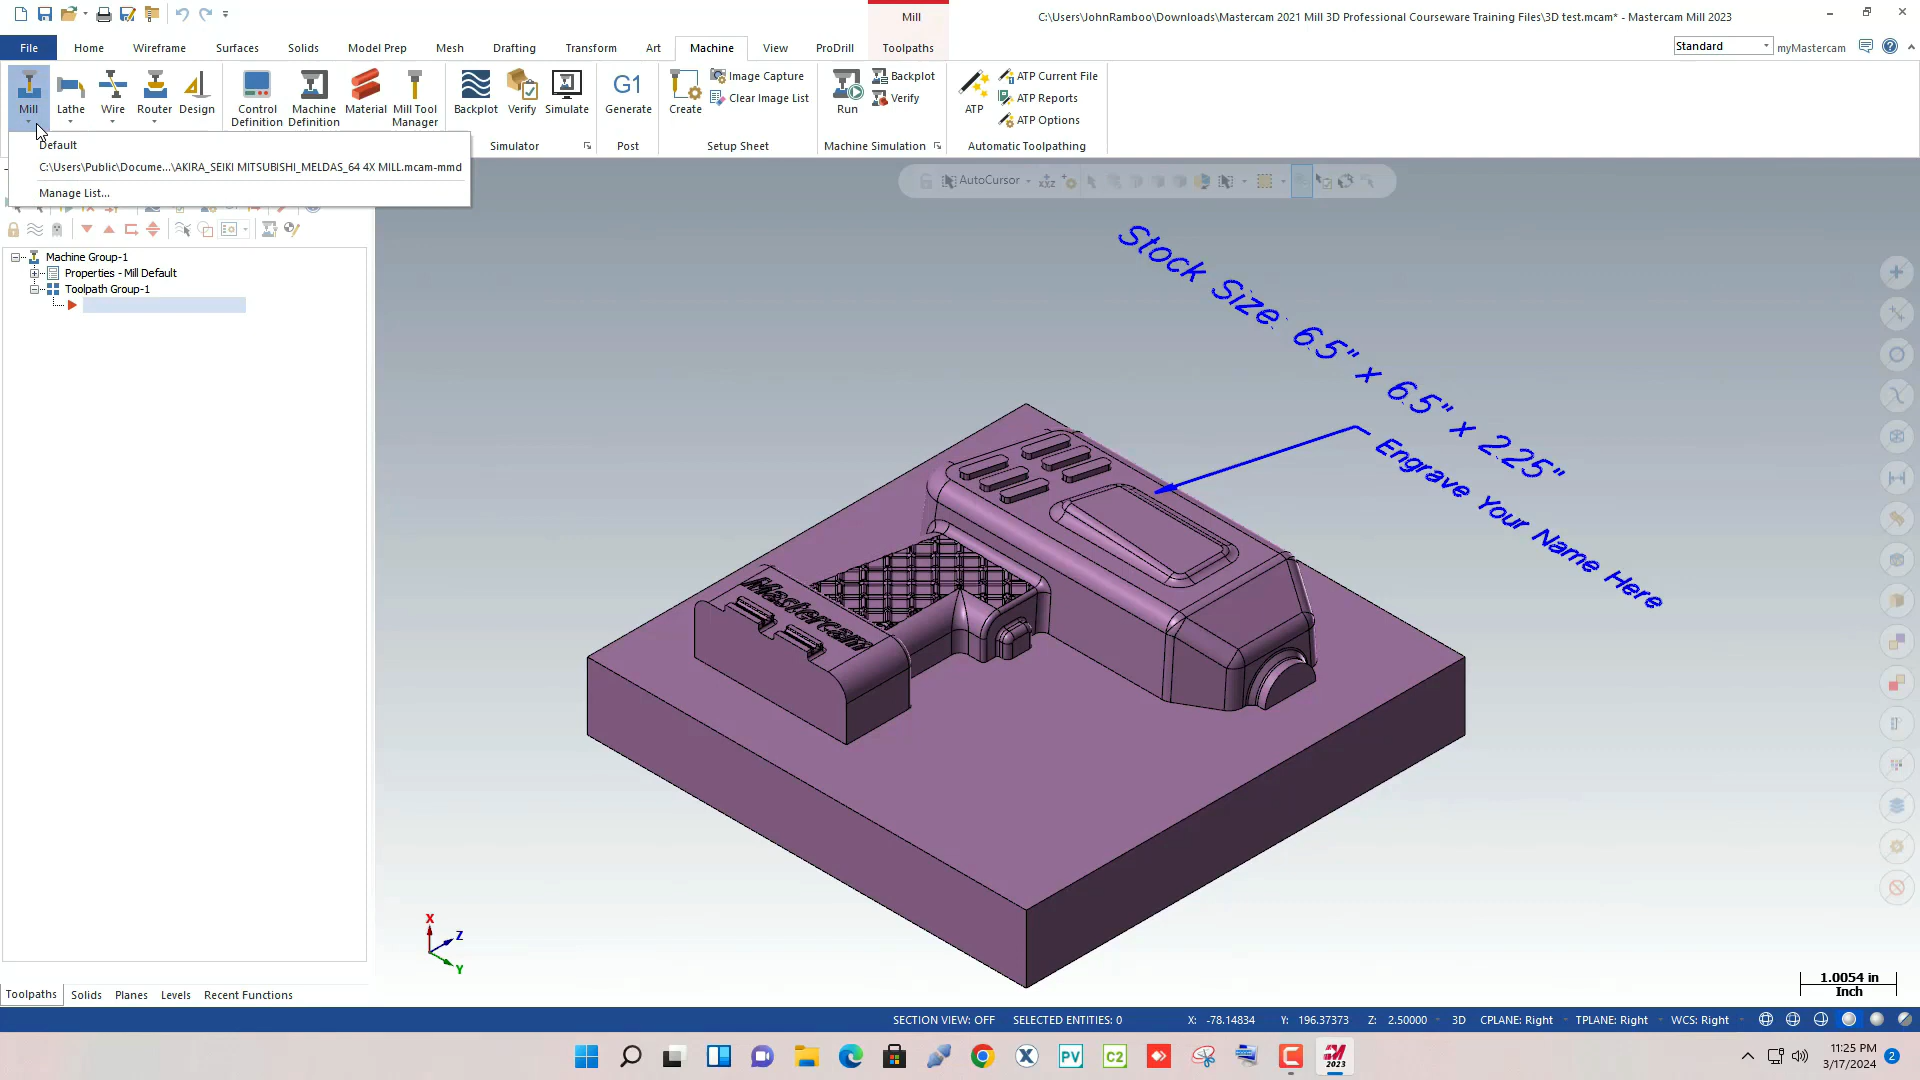 Mill
C:\Users\JohnRamboo\Downloads\Mastercam 2021 Mill 3D Professional Courseware Training Files\3D test.mcam* - Mastercam Mill 2023
File Home Wireframe Surfaces Solids Model Prep Mesh Drafting Transform Art Machine View ProDrill Toolpaths
Standard myMastercam
Mill Lathe Wire Router Design
Control Definition Machine Definition Material Mill Tool Manager
Backplot Verify Simulate
G1 Generate
Create Image Capture
Clear Image List
Run Backplot
Verify
ATP ATP Current File
ATP Reports
ATP Options
Simulator Post Setup Sheet Machine Simulation Automatic Toolpathing
Default
C:\Users\Public\Docume...\AKIRA_SEIKI MITSUBISHI_MELDAS_64 4X MILL.mcam-mmd
Manage List...
AutoCursor
Machine Group-1
Properties - Mill Default
Toolpath Group-1
Stock Size: 6.5" x 6.5" x 2.25"
Engrave Your Name Here
Mastercam
X
Z
Y
1.0054 in
Inch
Toolpaths Solids Planes Levels Recent Functions
SECTION VIEW: OFF SELECTED ENTITIES: 0 X: -78.14834 Y: 196.37373 Z: 2.50000 3D CPLANE: Right TPLANE: Right WCS: Right
PV C2 2023
11:25 PM
3/17/2024
2